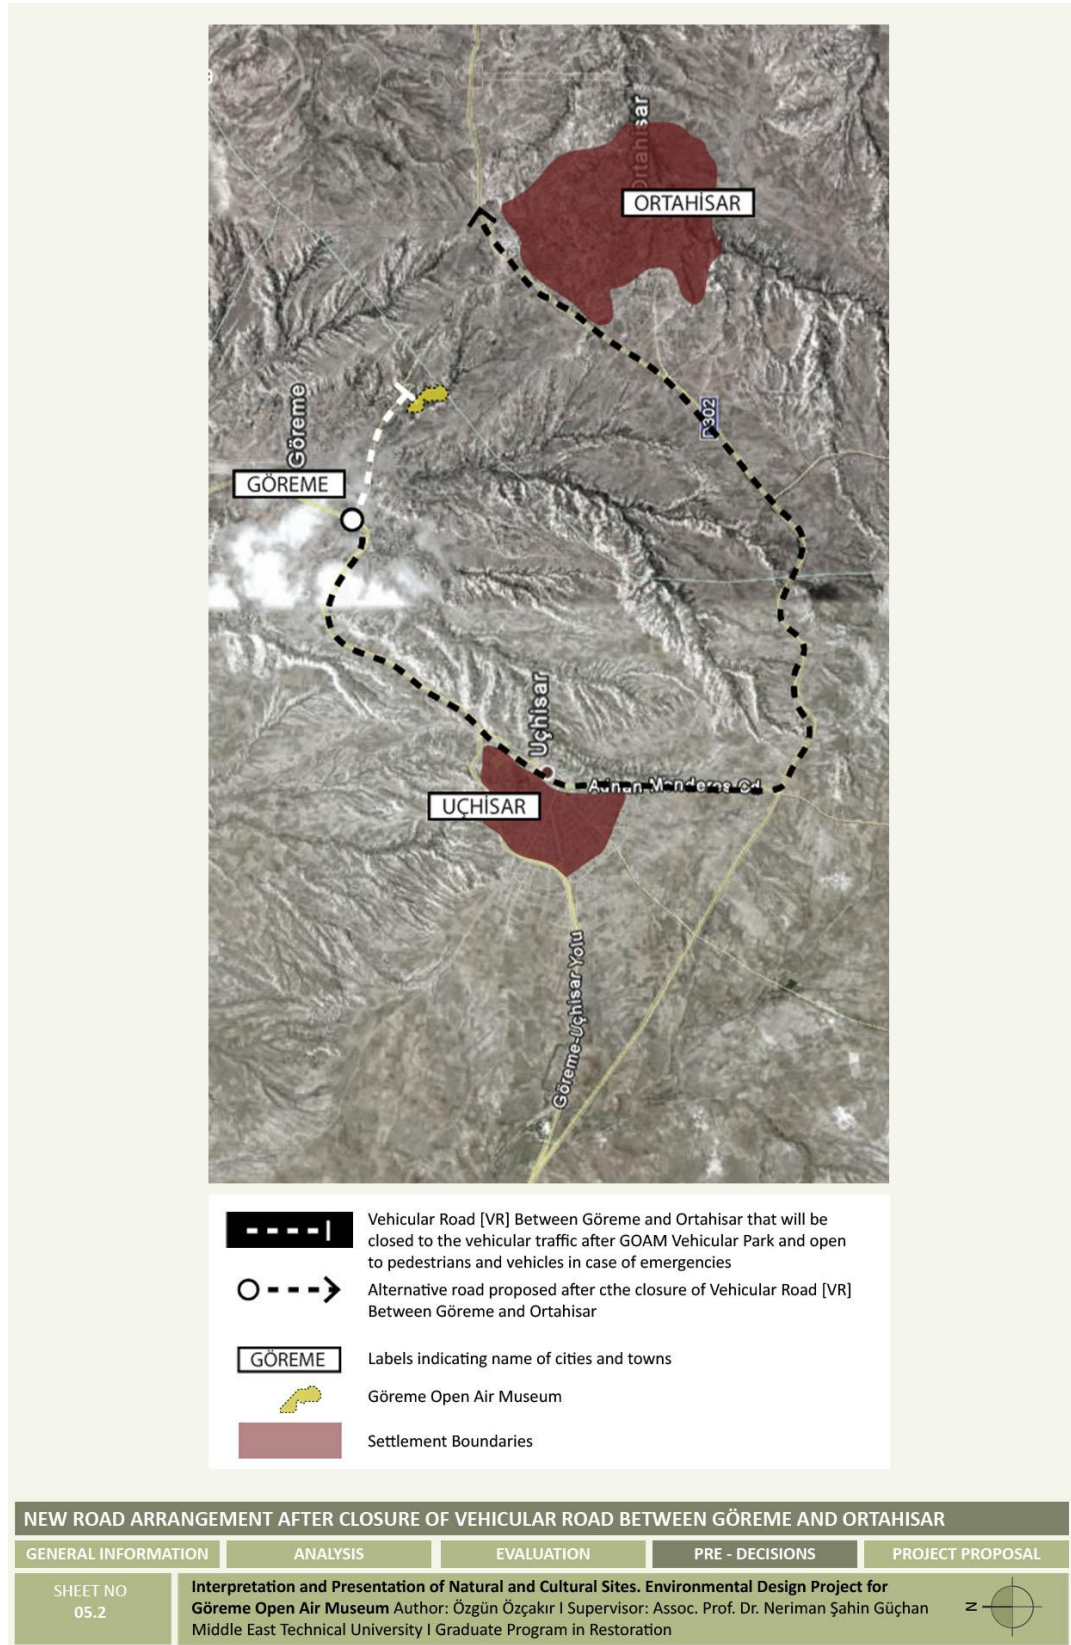 Ortahisar
ORTAHİSAR
Göreme
D302
GÖREME
Uçhisar
Adnan Menderes Cd
UÇHİSAR
Göreme-Uçhisar Yolu
Vehicular Road [VR] Between Göreme and Ortahisar that will be
closed to the vehicular traffic after GOAM Vehicular Park and open
to pedestrians and vehicles in case of emergencies
Alternative road proposed after cthe closure of Vehicular Road [VR]
Between Göreme and Ortahisar
GÖREME
Labels indicating name of cities and towns
Göreme Open Air Museum
Settlement Boundaries
NEW ROAD ARRANGEMENT AFTER CLOSURE OF VEHICULAR ROAD BETWEEN GÖREME AND ORTAHISAR
GENERAL INFORMATION
ANALYSIS
EVALUATION
PRE - DECISIONS
PROJECT PROPOSAL
SHEET NO
05.2
Interpretation and Presentation of Natural and Cultural Sites. Environmental Design Project for
Göreme Open Air Museum Author: Özgün Özçakır I Supervisor: Assoc. Prof. Dr. Neriman Şahin Güçhan
Middle East Technical University I Graduate Program in Restoration
N